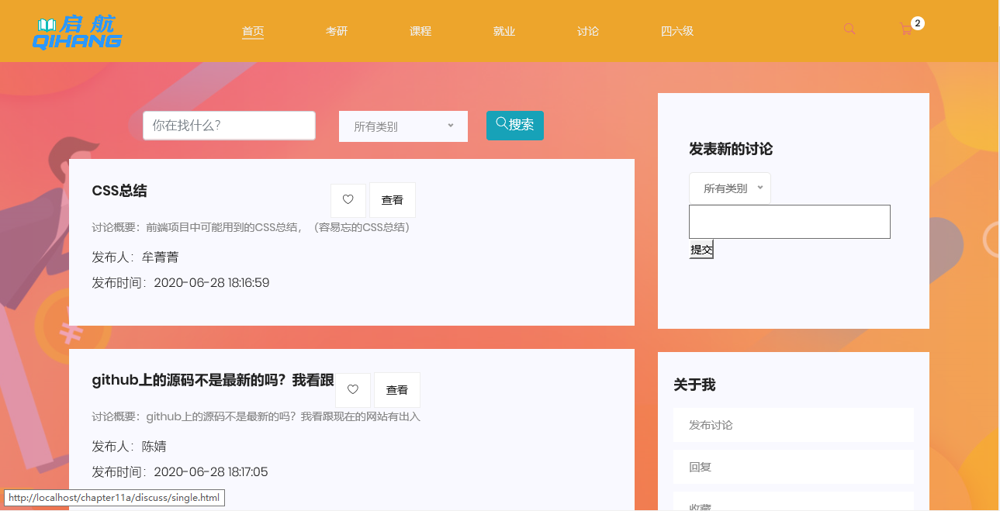 启航
QIHANG
首页 考研 课程 就业 讨论 四六级 2
你在找什么? 所有类别 搜索
CSS总结
查看
讨论概要：前端项目中可能用到的CSS总结，（容易忘的CSS总结）
发布人：牟菁菁
发布时间：2020-06-28 18:16:59
github上的源码不是最新的吗？我看跟
查看
讨论概要：github上的源码不是最新的吗？我看跟现在的网站有出入
发布人：陈婧
发布时间：2020-06-28 18:17:05
发表新的讨论
所有类别
提交
关于我
发布讨论
回复
收藏
http://localhost/chapter11a/discuss/single.html